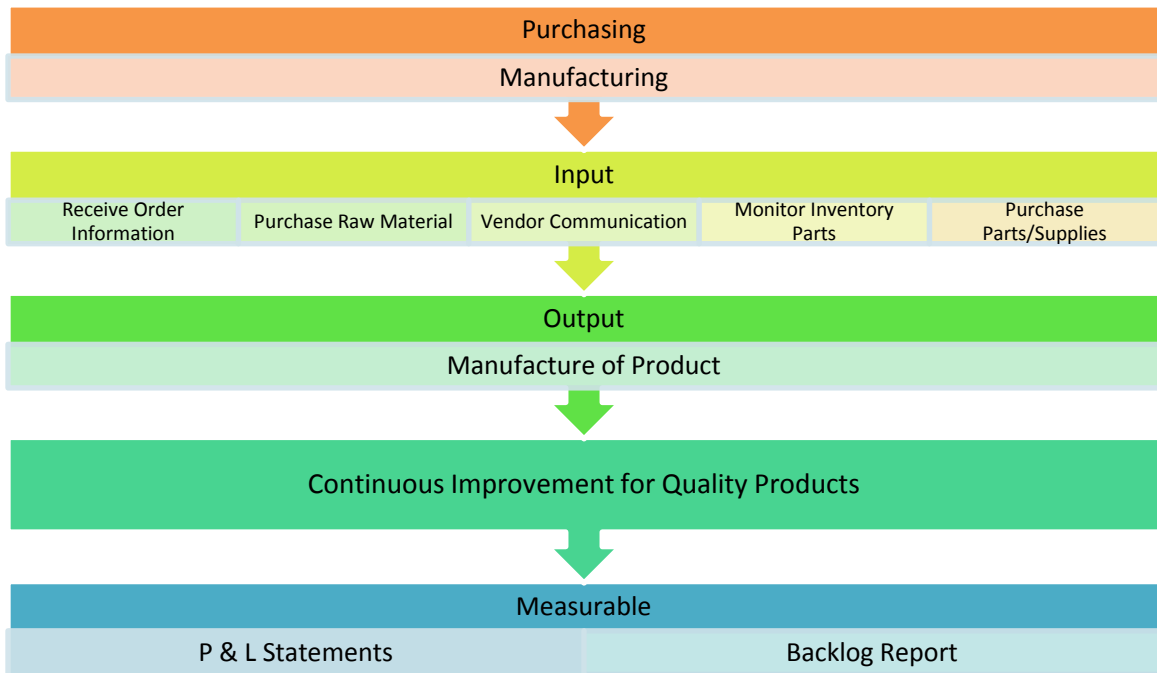 Purchasing
Manufacturing
Input
Receive Order
Information
Purchase Raw Material
Vendor Communication
Monitor Inventory
Parts
Purchase
Parts/Supplies
Output
Manufacture of Product
Continuous Improvement for Quality Products
Measurable
P & L Statements
Backlog Report